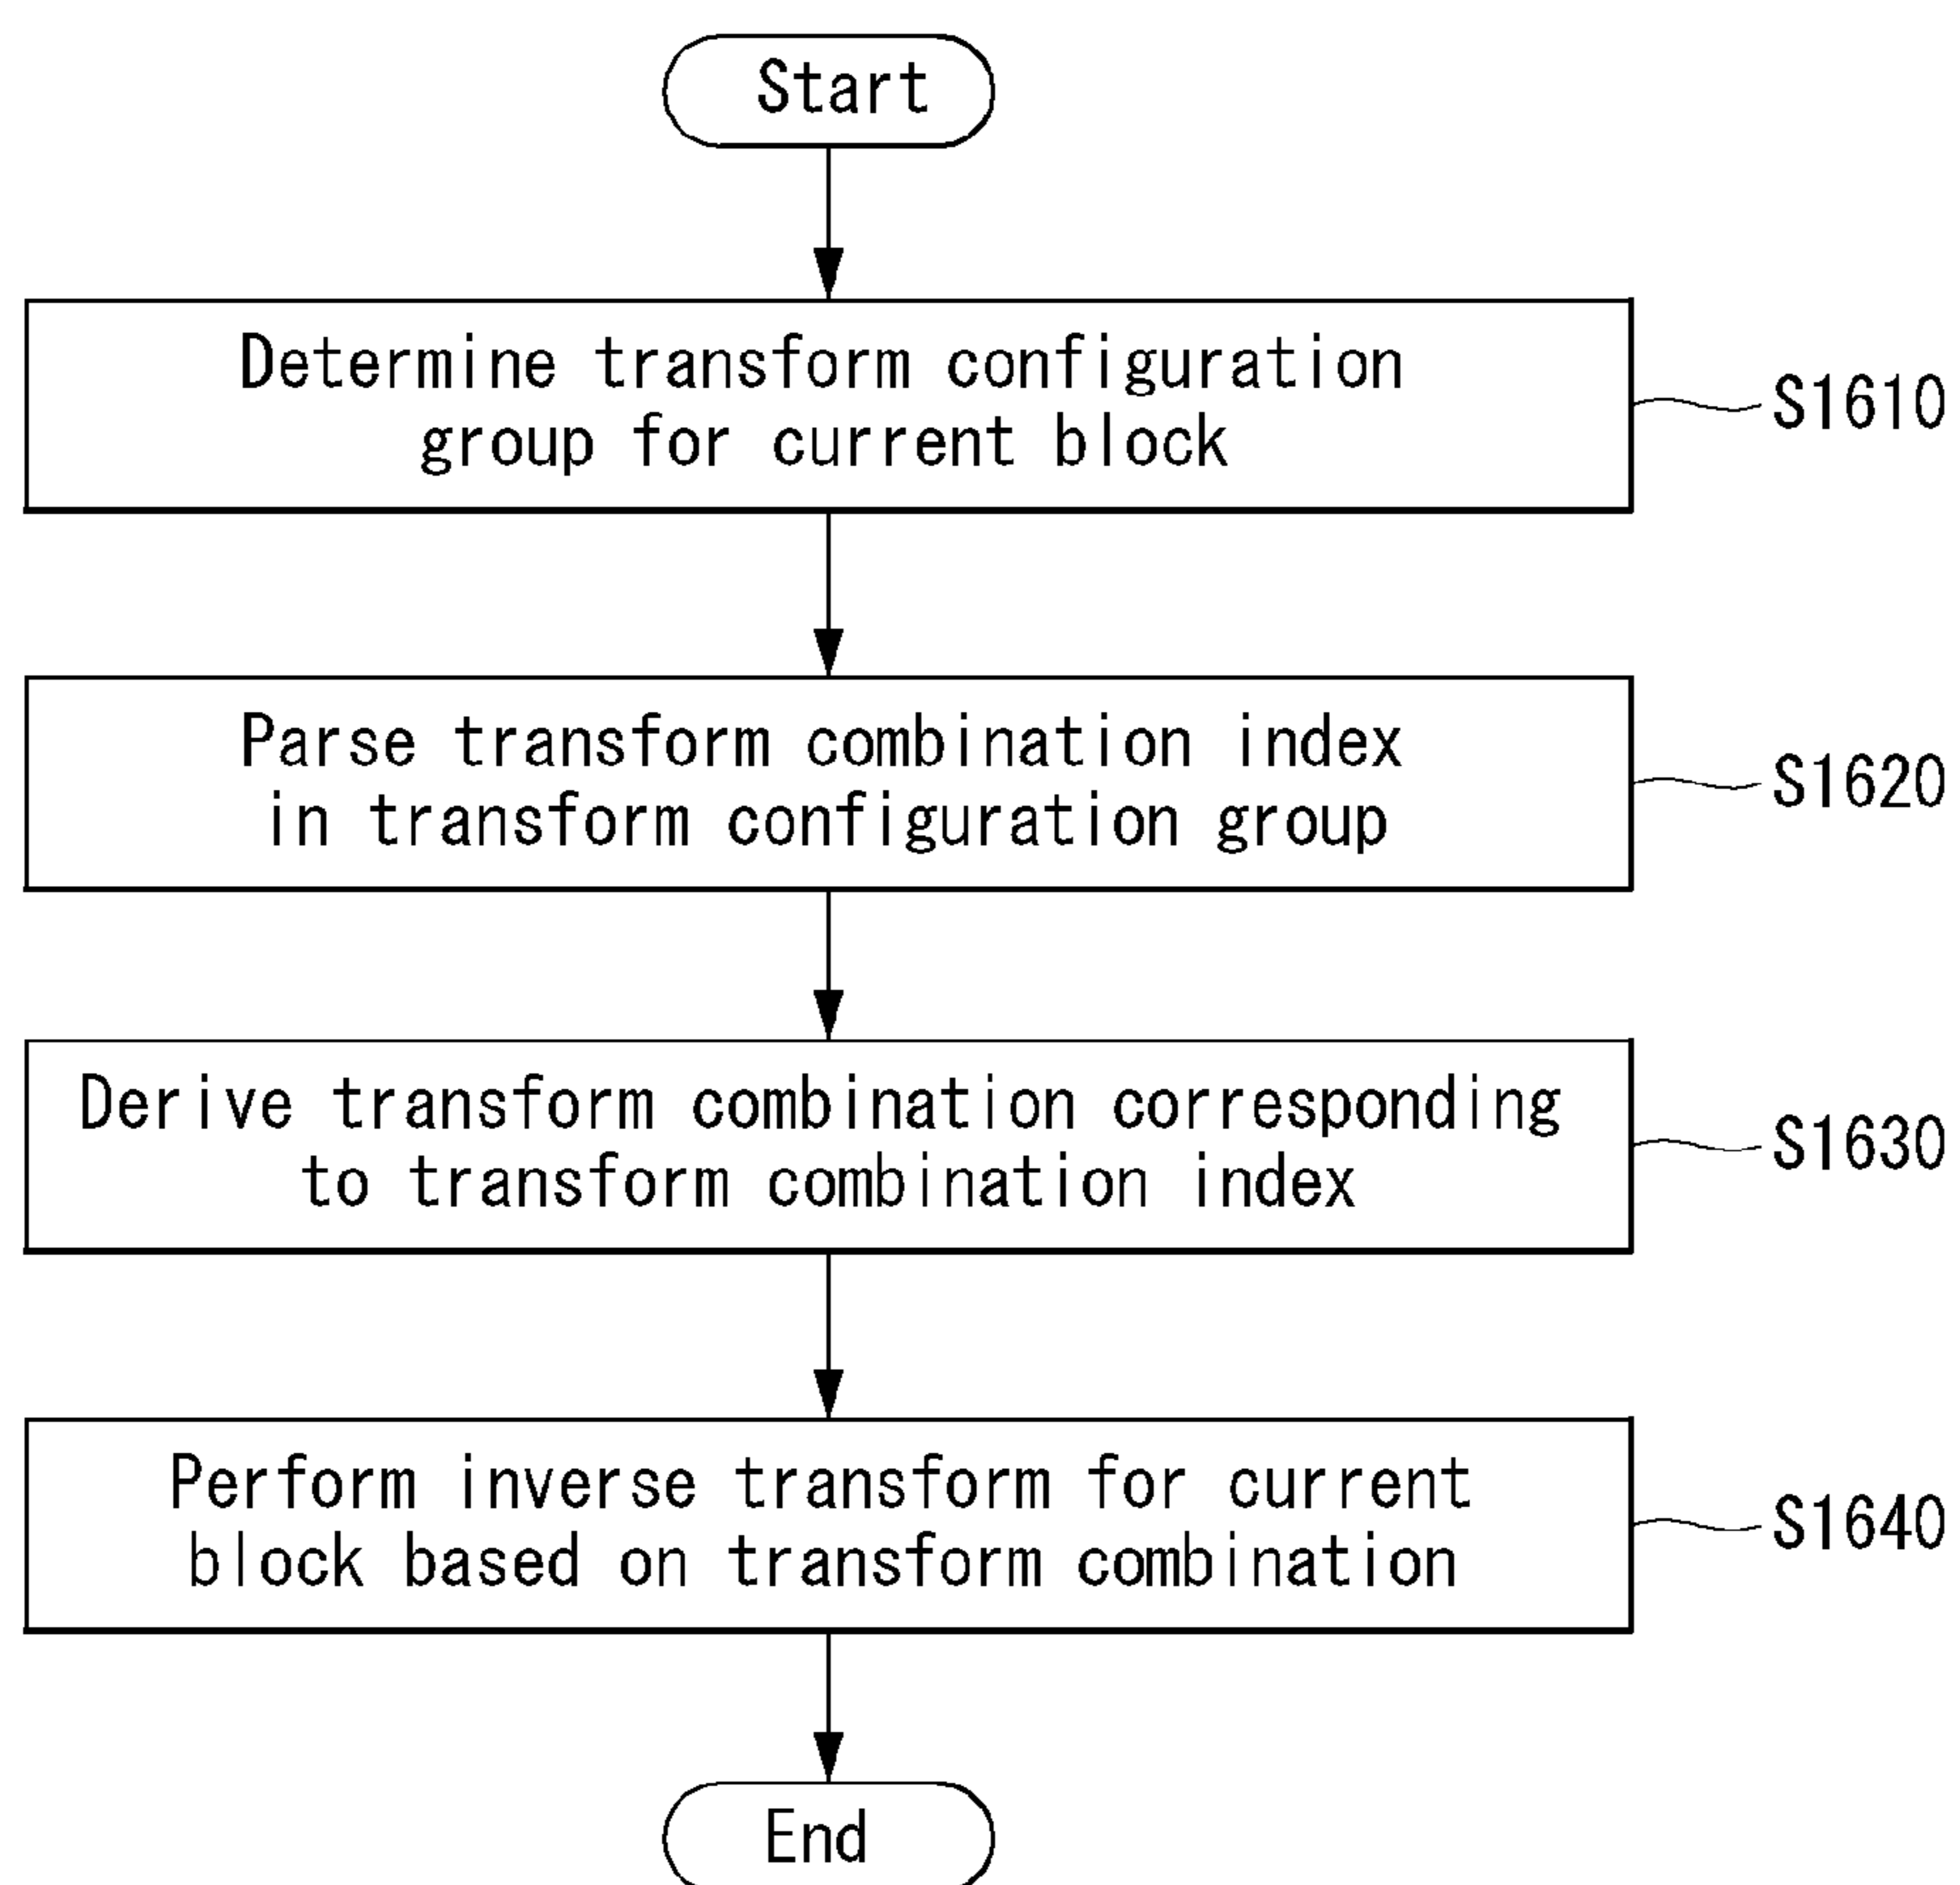 Start
Determine transform configuration
group for current block
S1610
Parse transform combination index
in transform configuration group
S1620
Derive transform combination corresponding
to transform combination index
S1630
Perform inverse transform for current
block based on transform combination
S1640
End